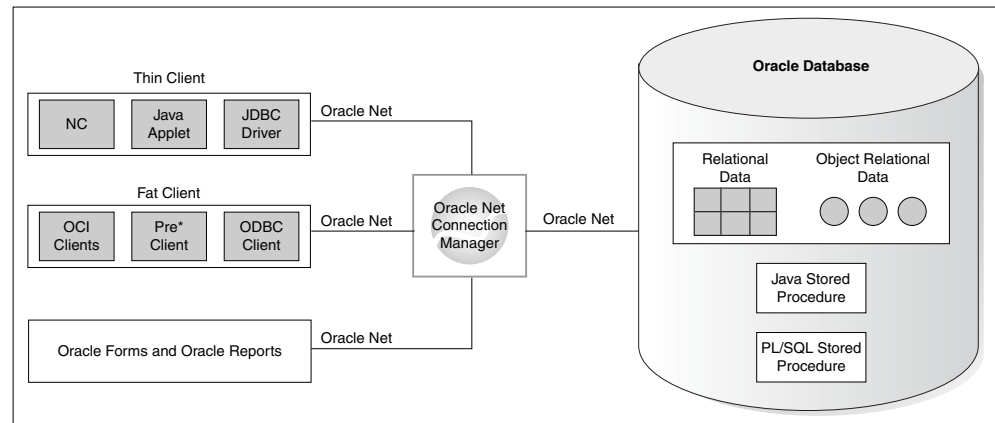 Thin Client
NC
Java
Applet
JDBC
Driver
Oracle Net
Fat Client
OCI
Clients
Pre*
Client
ODBC
Client
Oracle Net
Oracle Forms and Oracle Reports
Oracle Net
Oracle Net
Connection
Manager
Oracle Net
Oracle Database
Relational
Data
Object Relational
Data
Java Stored
Procedure
PL/SQL Stored
Procedure